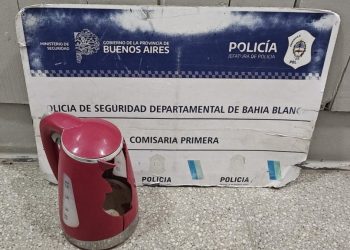 MINISTERIO DE SEGURIDAD
GOBIERNO DE LA PROVINCIA DE
BUENOS AIRES
POLICÍA
JEFATURA DE POLICÍA
OLICIA DE SEGURIDAD DEPARTAMENTAL DE BAHIA BLANC
COMISARIA PRIMERA
POLICIA
POLICIA